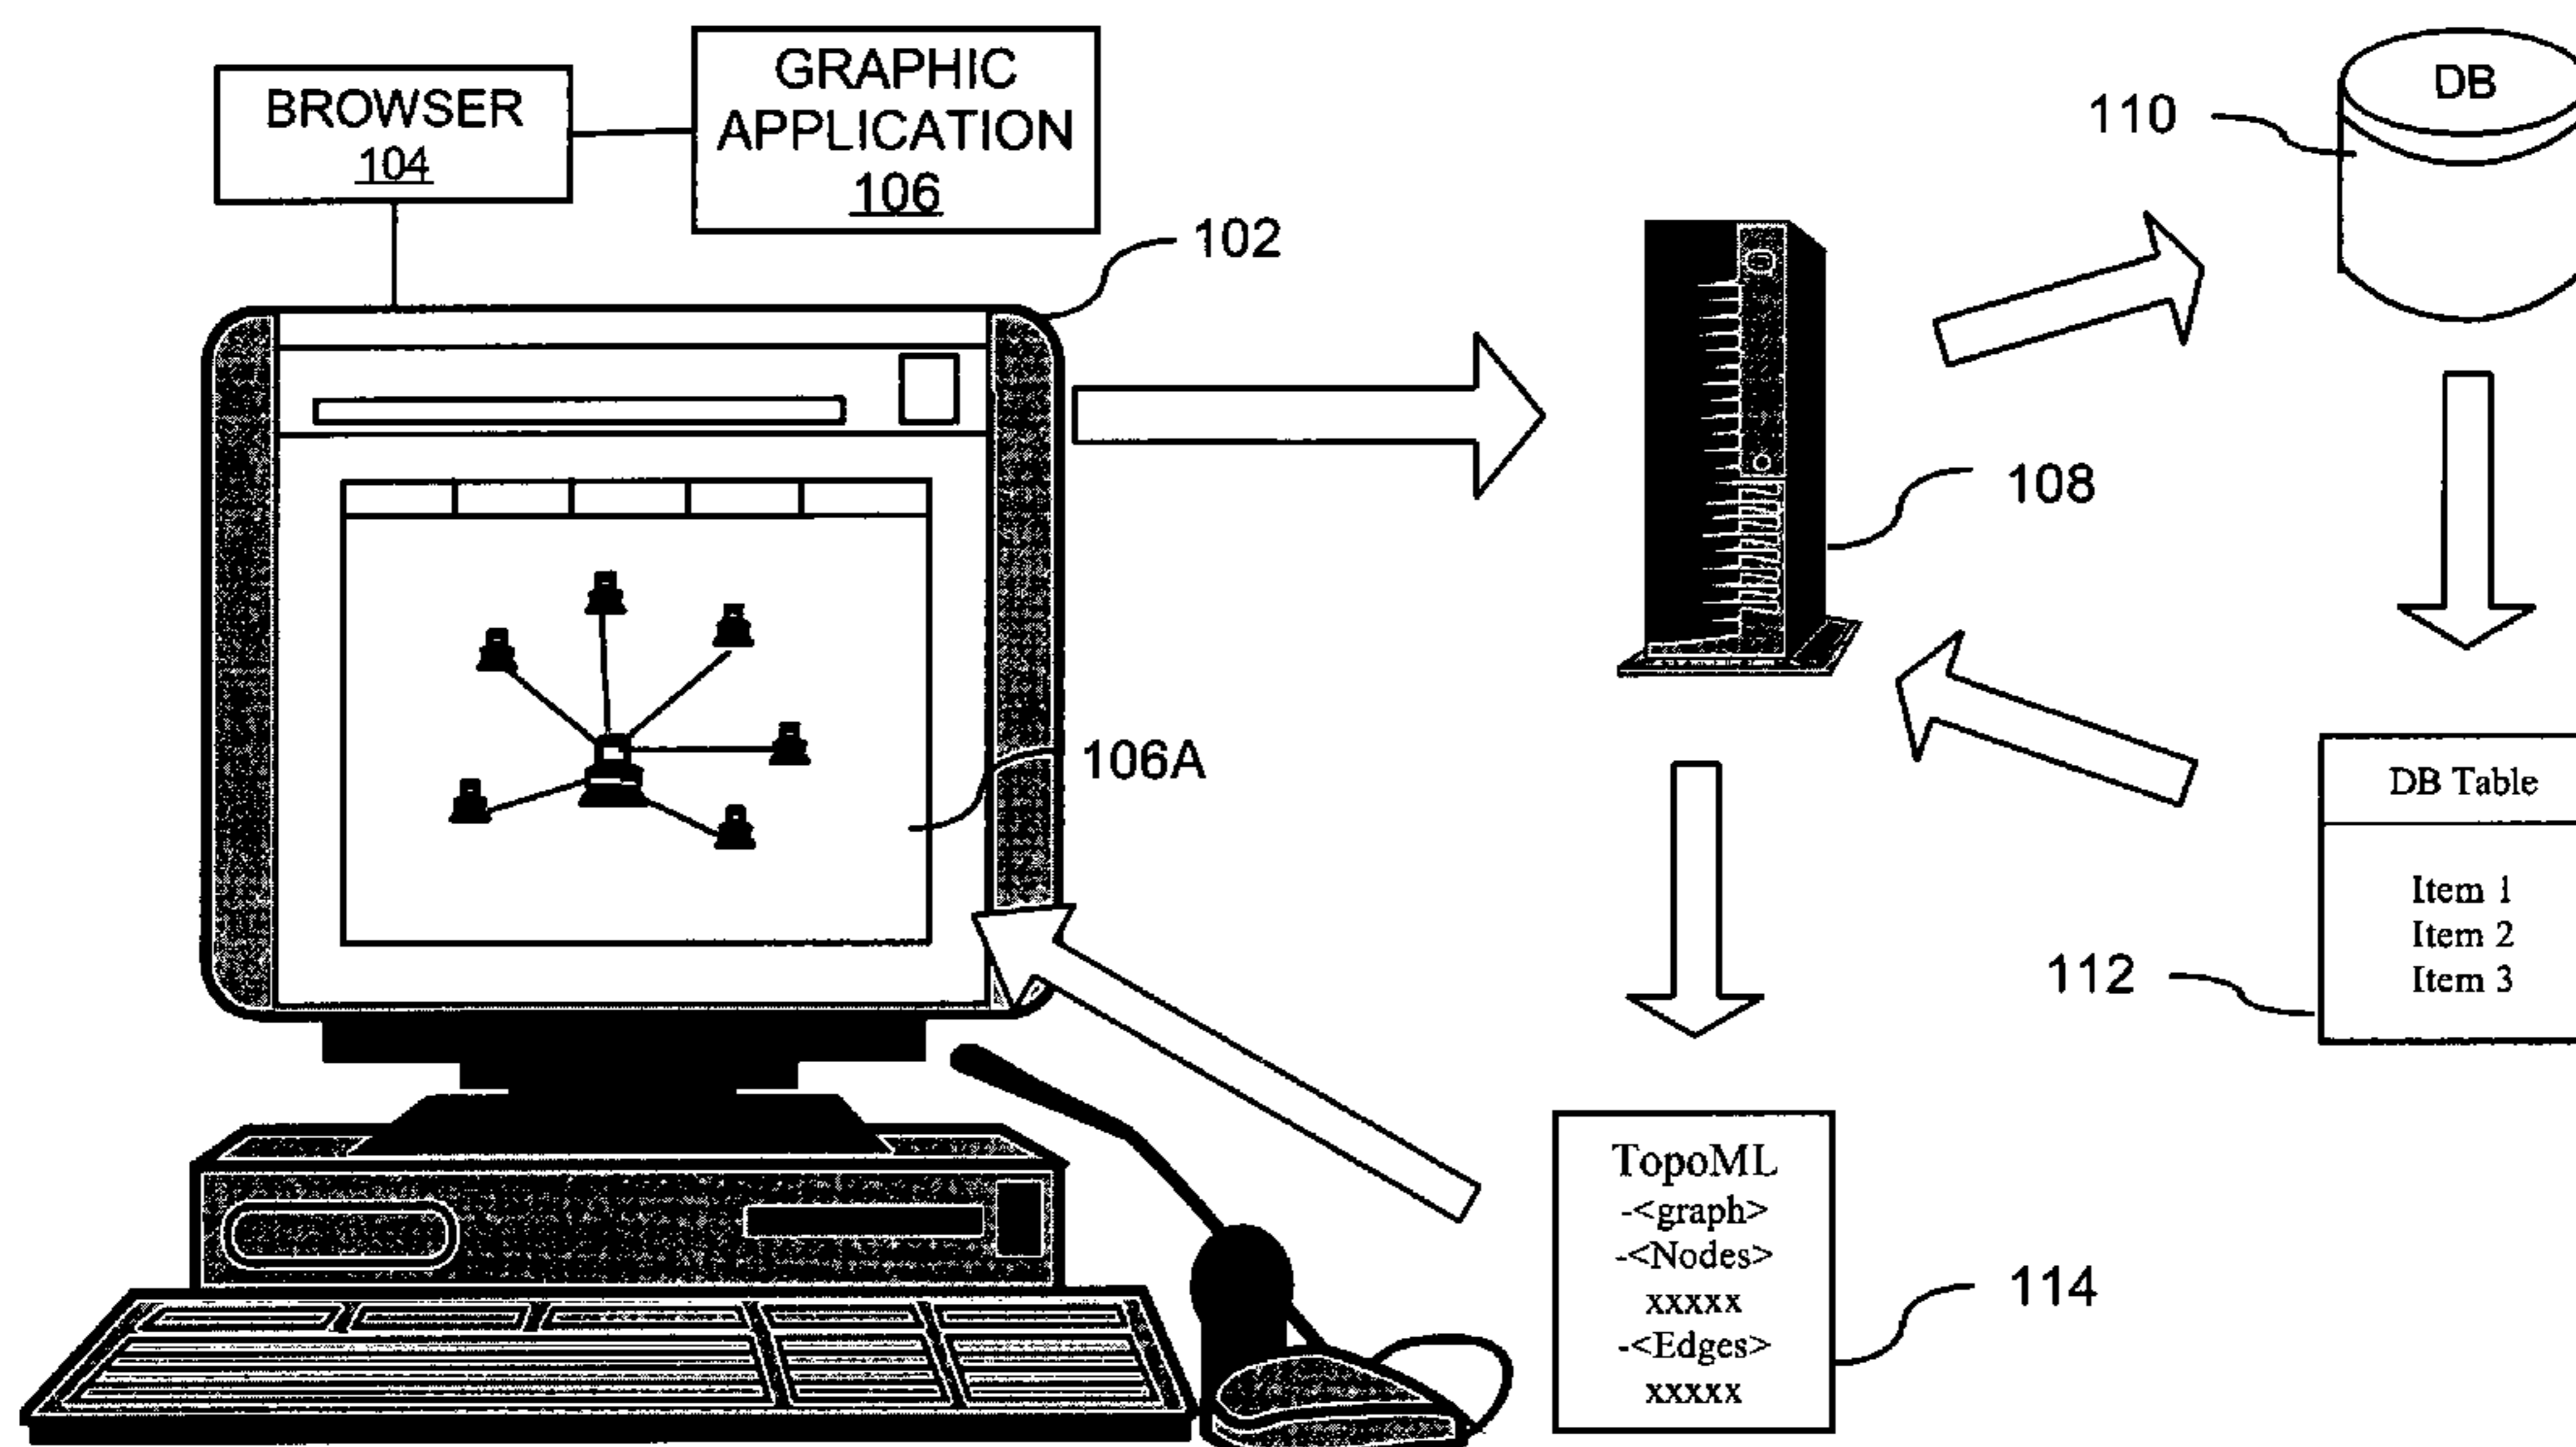 BROWSER
104
GRAPHIC
APPLICATION
106
102
DB
110
108
106A
DB Table
Item 1
Item 2
Item 3
112
TopoML
-<graph>
-<Nodes>
xxxxx
-<Edges>
xxxxx
114